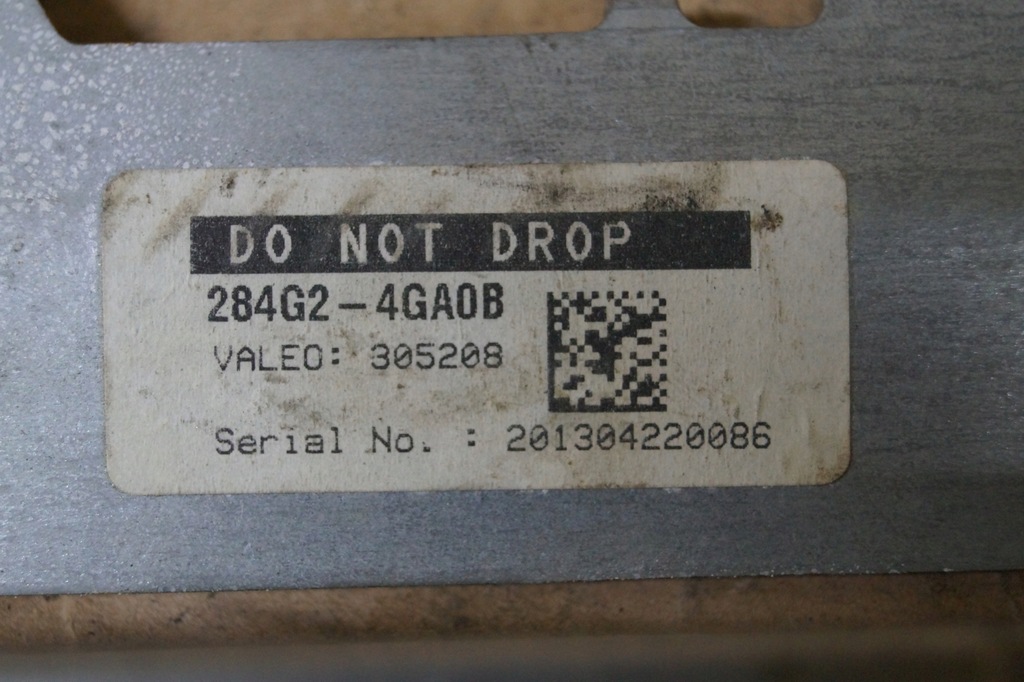 DO NOT DROP
284G2-4GA0B
VALEO: 305208
Serial No. : 201304220086